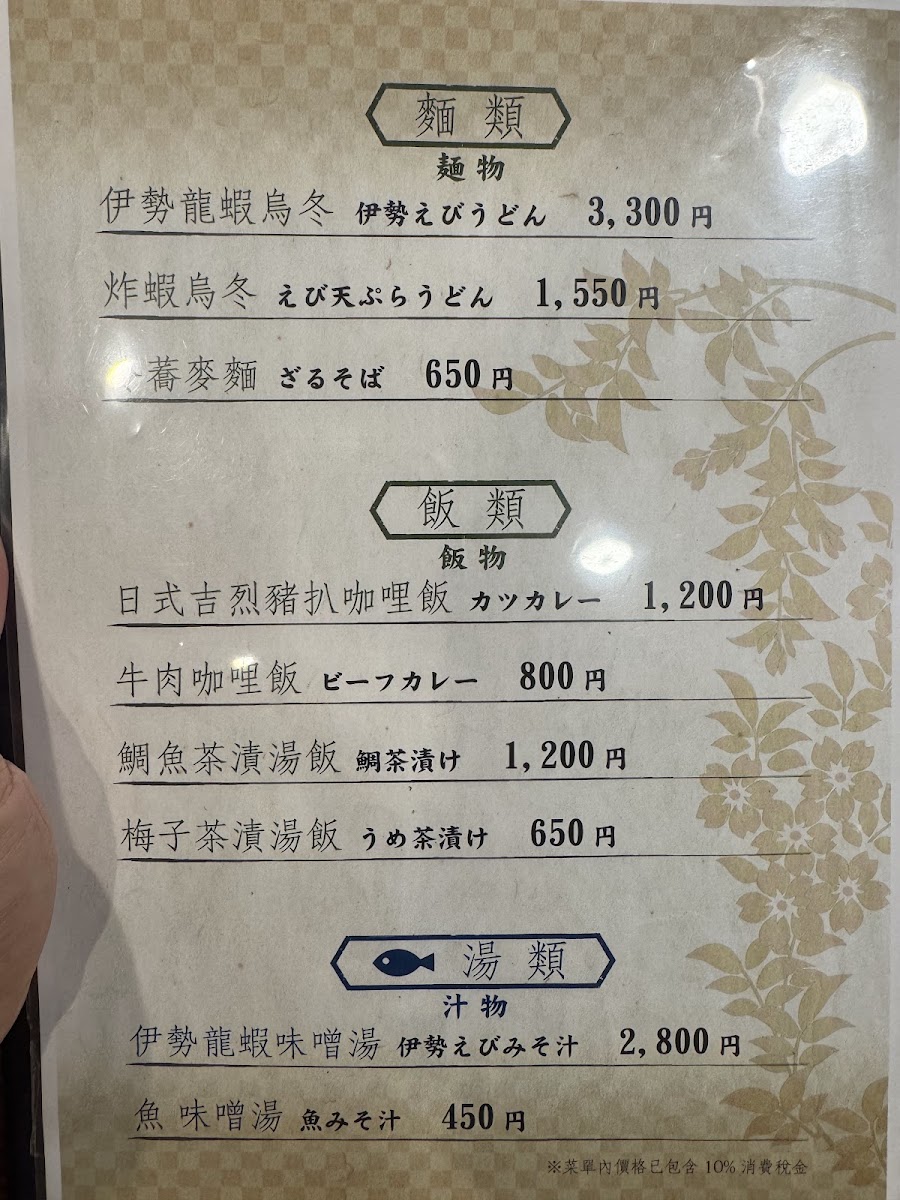 麵類
麺物
伊勢龍蝦烏冬 伊勢えびうどん 3,300円
炸蝦烏冬 えび天ぷらうどん 1,550円
蕎麥麵 ざるそば 650円
飯類
飯物
日式吉烈豬扒咖哩飯 カツカレー 1,200円
牛肉咖哩飯 ビーフカレー 800円
鯛魚茶漬湯飯 鯛茶漬け 1,200円
梅子茶漬湯飯 うめ茶漬け 650円
湯類
汁物
伊勢龍蝦味噌湯 伊勢えびみそ汁 2,800円
魚 味噌湯 魚みそ汁 450円
※菜單內價格已包含 10% 消費稅金